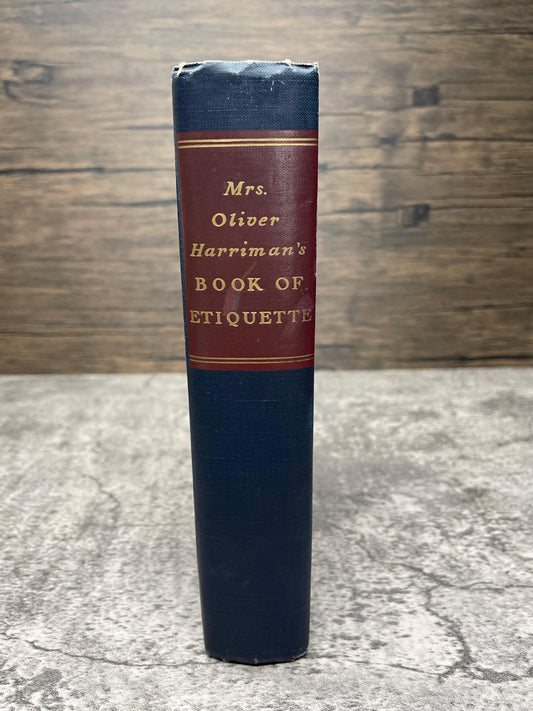 Mrs.
Oliver
Harriman's
BOOK OF
ETIQUETTE